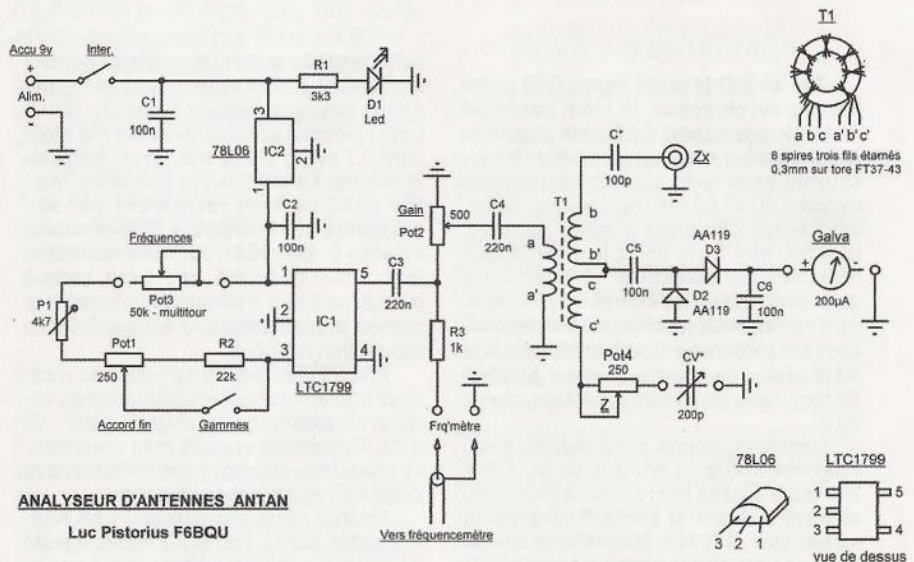 T1
Accu 9v
Inter.
+
Alim.
-
C1
100n
R1
3k3
D1
Led
3
78L06
IC2
2
1
C2
100n
a b c a' b' c'
8 spires trois fils étamés
0,3mm sur tore FT37-43
C*
100p
Zx
Gain
Pot2
500
C4
220n
T1
a
a'
b
b'
c
c'
C5
100n
AA119
D3
D2
AA119
C6
100n
Galva
+
-
200µA
Fréquences
Pot3
50k - multitour
P1
4k7
Pot1
250
R2
22k
Accord fin
Gammes
1
2
3
5
4
IC1
LTC1799
C3
220n
R3
1k
Frq'mètre
Vers fréquencemètre
Pot4
250
Z
CV*
200p
ANALYSEUR D'ANTENNES ANTAN
Luc Pistorius F6BQU
78L06
3 2 1
LTC1799
1
2
3
5
4
vue de dessus